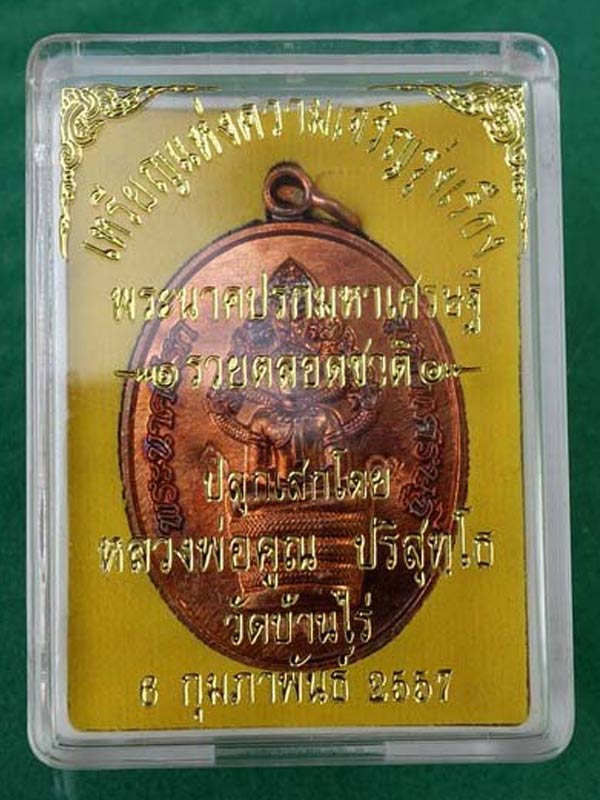 เหรียญแห่งความเจริญรุ่งเรือง
พระนาคปรกมหาเศรษฐี
รวยตลอดชาติ
ปลุกเสกโดย
หลวงพ่อคูณ ปริสุทฺโธ
วัดบ้านไร่
6 กุมภาพันธ์ 2557